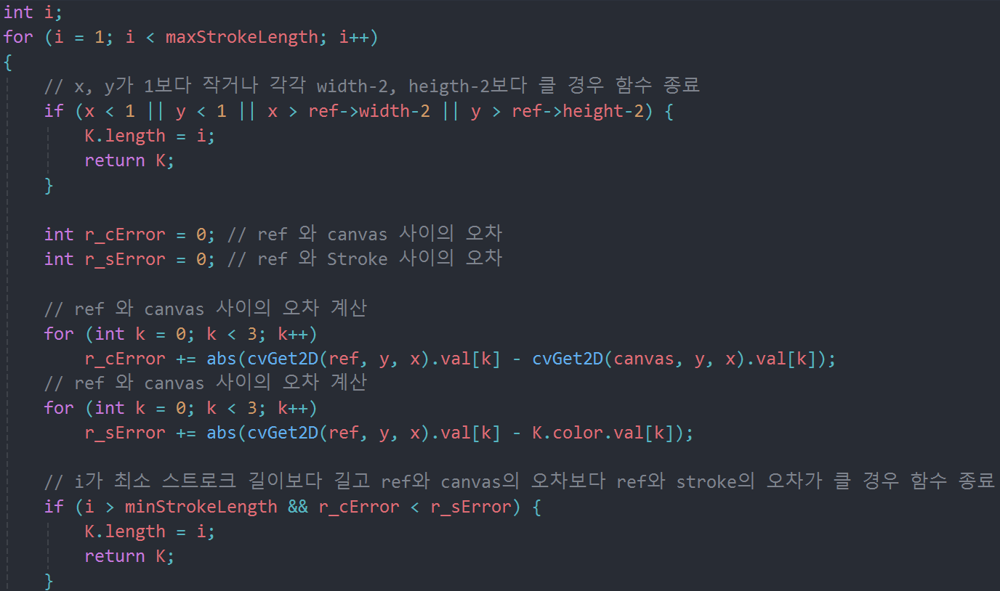 int i;
for (i = 1; i < maxStrokeLength; i++)
{
// x, y가 1보다 작거나 각각 width-2, heigth-2보다 클 경우 함수 종료
if (x < 1 || y < 1 || x > ref->width-2 || y > ref->height-2) {
K.length = i;
return K;
}
int r_cError = 0; // ref 와 canvas 사이의 오차
int r_sError = 0; // ref 와 Stroke 사이의 오차
// ref 와 canvas 사이의 오차 계산
for (int k = 0; k < 3; k++)
r_cError += abs(cvGet2D(ref, y, x).val[k] - cvGet2D(canvas, y, x).val[k]);
// ref 와 canvas 사이의 오차 계산
for (int k = 0; k < 3; k++)
r_sError += abs(cvGet2D(ref, y, x).val[k] - K.color.val[k]);
// i가 최소 스트로크 길이보다 길고 ref와 canvas의 오차보다 ref와 stroke의 오차가 클 경우 함수 종료
if (i > minStrokeLength && r_cError < r_sError) {
K.length = i;
return K;
}